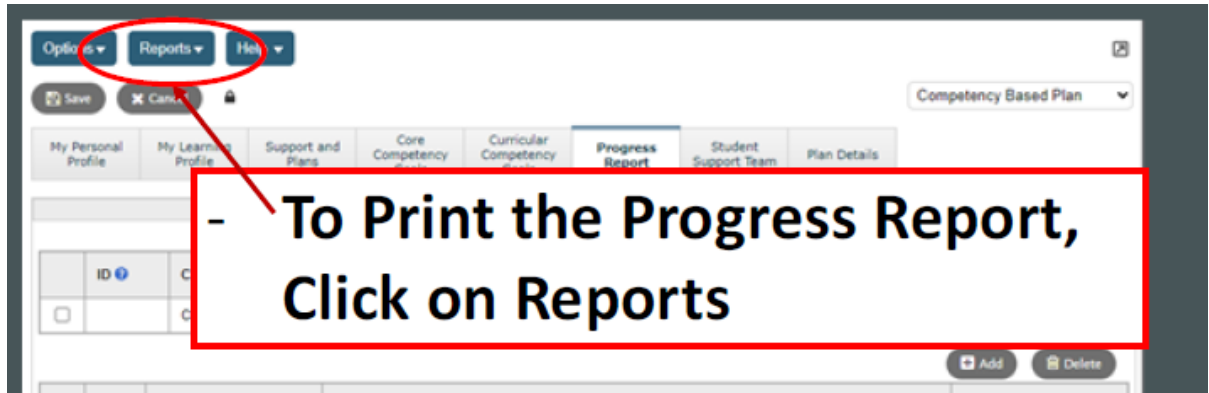 Options Reports Help
Save Cancel Competency Based Plan
My Personal Profile My Learning Profile Support and Plans Core Competency Curricular Competency Progress Report Student Support Team Plan Details
- To Print the Progress Report,
Click on Reports
ID
Add Delete